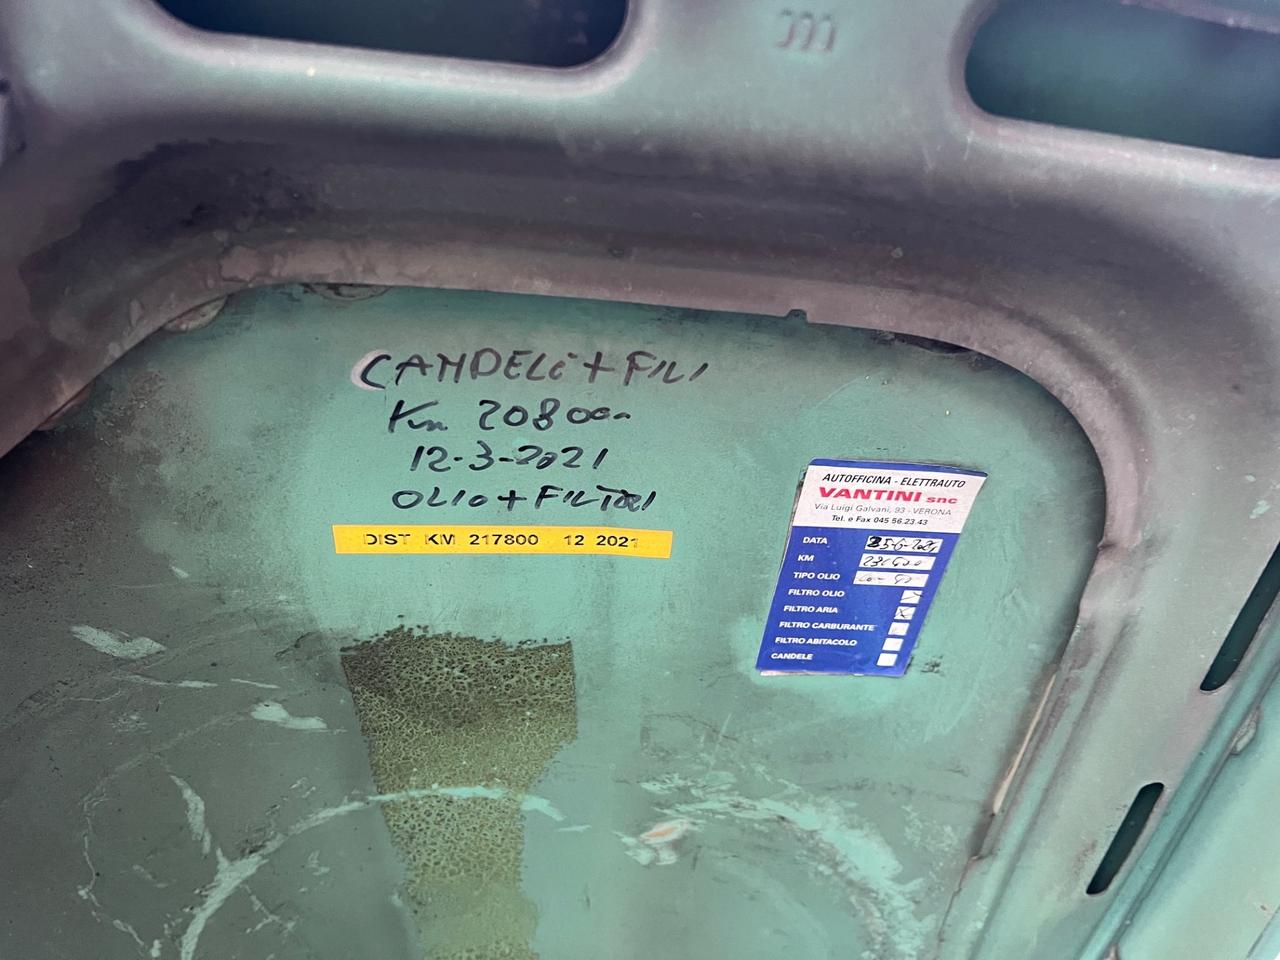 CANDELE + FILI
Km 208000
12-3-2021
OLIO + FILTRI
DIST KM 217800 12 2021
AUTOFFICINA - ELETTRAUTO
VANTINI snc
Via Luigi Galvani, 93 - VERONA
Tel. e Fax 045 56.23.43
DATA
KM
TIPO OLIO
FILTRO OLIO
FILTRO ARIA X
FILTRO CARBURANTE
FILTRO ABITACOLO
CANDELE